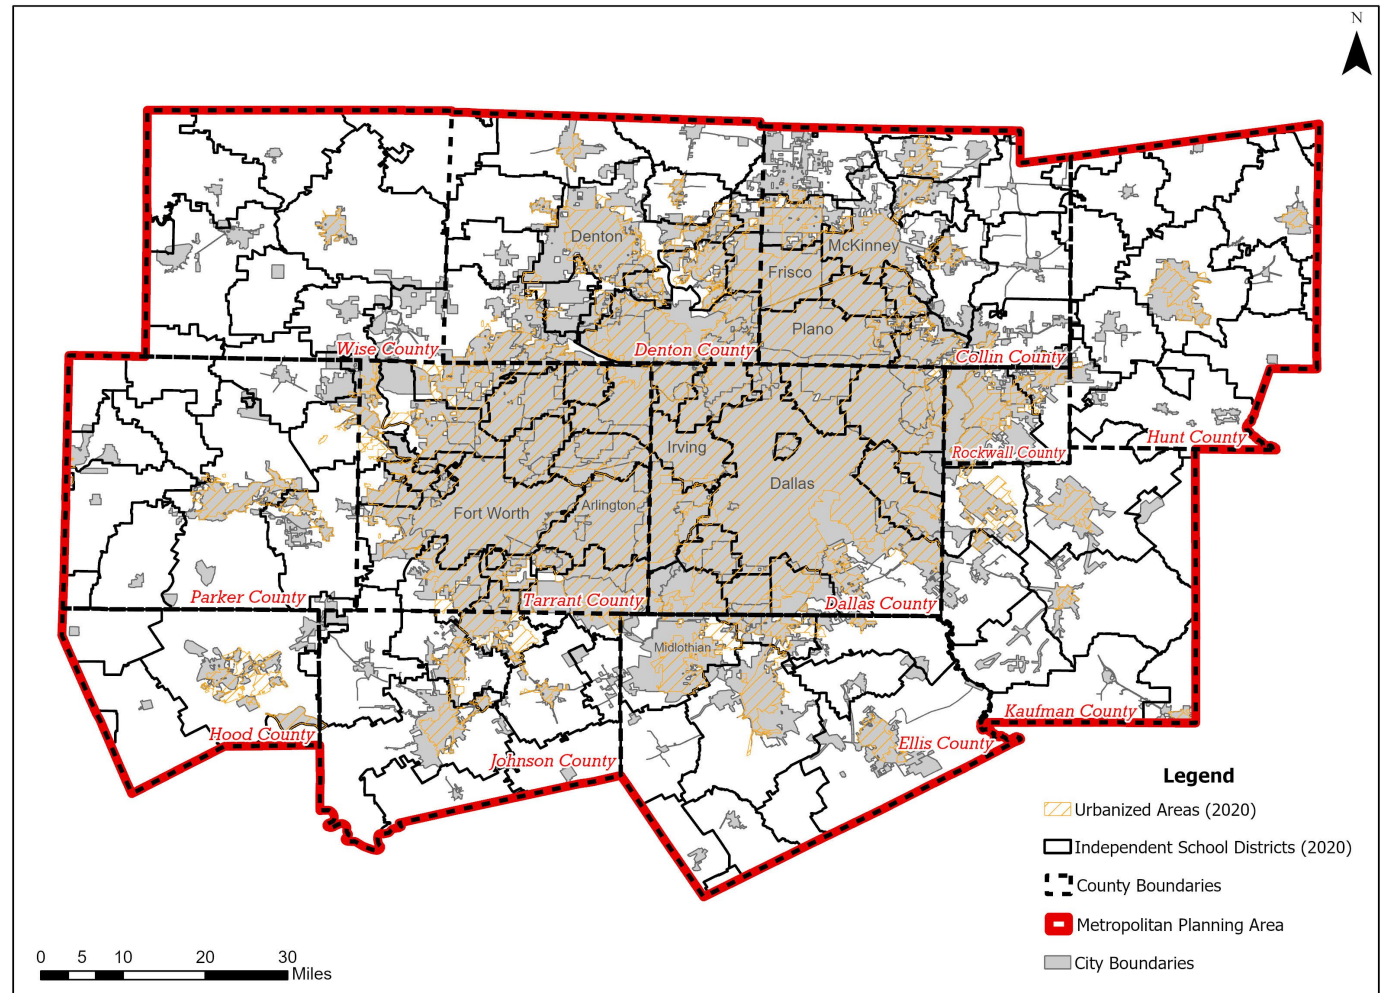 N
Denton
McKinney
Frisco
Plano
Wise County
Denton County
Collin County
Irving
Hunt County
Rockwall County
Dallas
Fort Worth
Arlington
Parker County
Tarrant County
Dallas County
Midlothian
Kaufman County
Hood County
Ellis County
Johnson County
Legend
Urbanized Areas (2020)
Independent School Districts (2020)
County Boundaries
Metropolitan Planning Area
City Boundaries
0 5 10 20 30
Miles